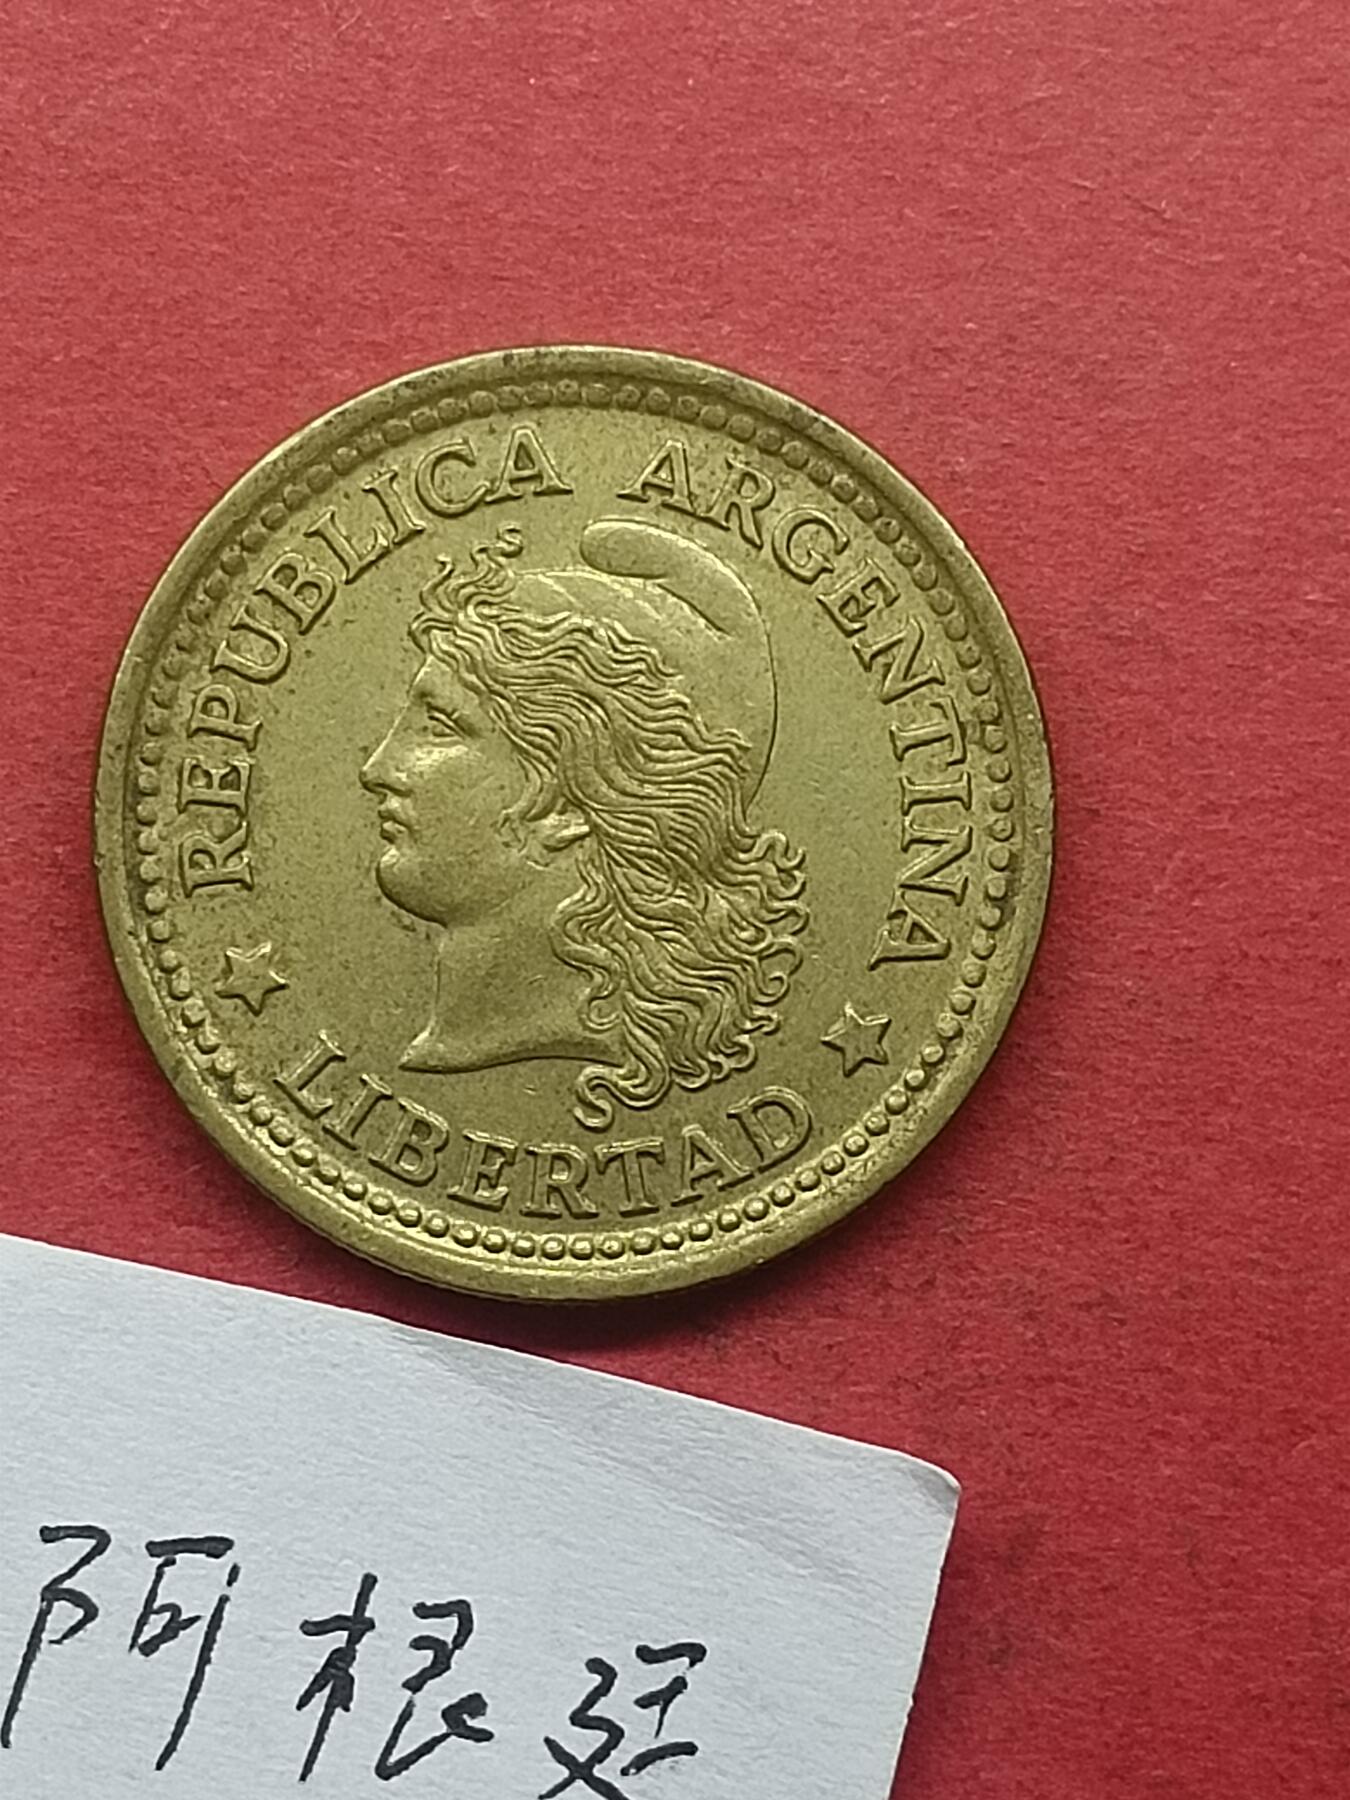 REPUBLICA ARGENTINA
LIBERTAD
阿根廷